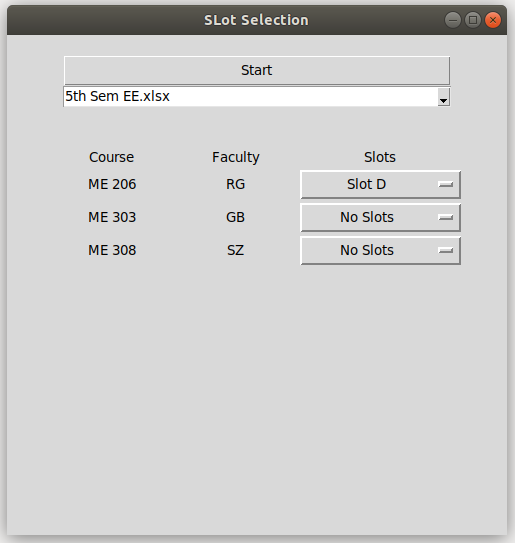 SLot Selection
Start
5th Sem EE.xlsx
Course Faculty Slots
ME 206 RG Slot D
ME 303 GB No Slots
ME 308 SZ No Slots